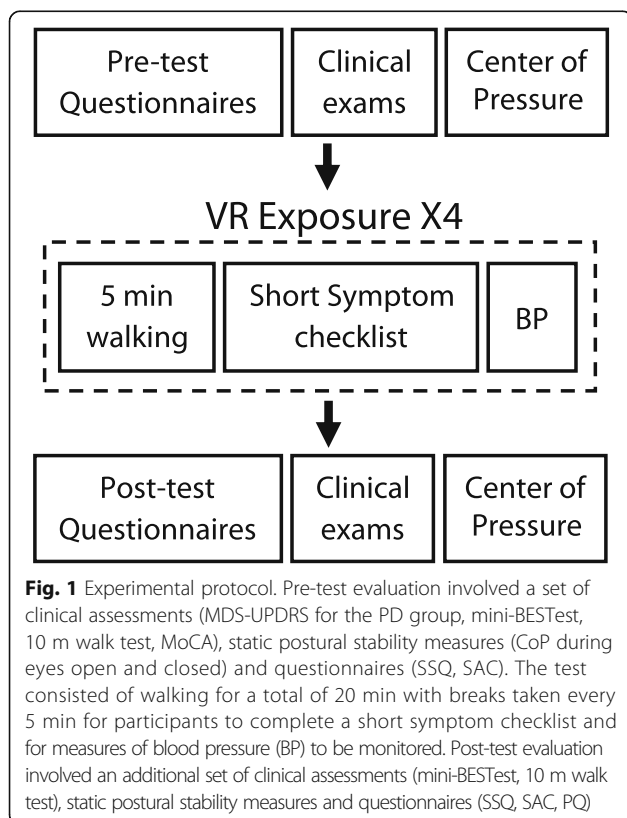 Pre-test Questionnaires
Clinical exams
Center of Pressure
VR Exposure X4
5 min walking
Short Symptom checklist
BP
Post-test Questionnaires
Clinical exams
Center of Pressure
Fig. 1 Experimental protocol. Pre-test evaluation involved a set of
clinical assessments (MDS-UPDRS for the PD group, mini-BESTest,
10 m walk test, MoCA), static postural stability measures (CoP during
eyes open and closed) and questionnaires (SSQ, SAC). The test
consisted of walking for a total of 20 min with breaks taken every
5 min for participants to complete a short symptom checklist and
for measures of blood pressure (BP) to be monitored. Post-test evaluation
involved an additional set of clinical assessments (mini-BESTest, 10 m walk
test), static postural stability measures and questionnaires (SSQ, SAC, PQ)